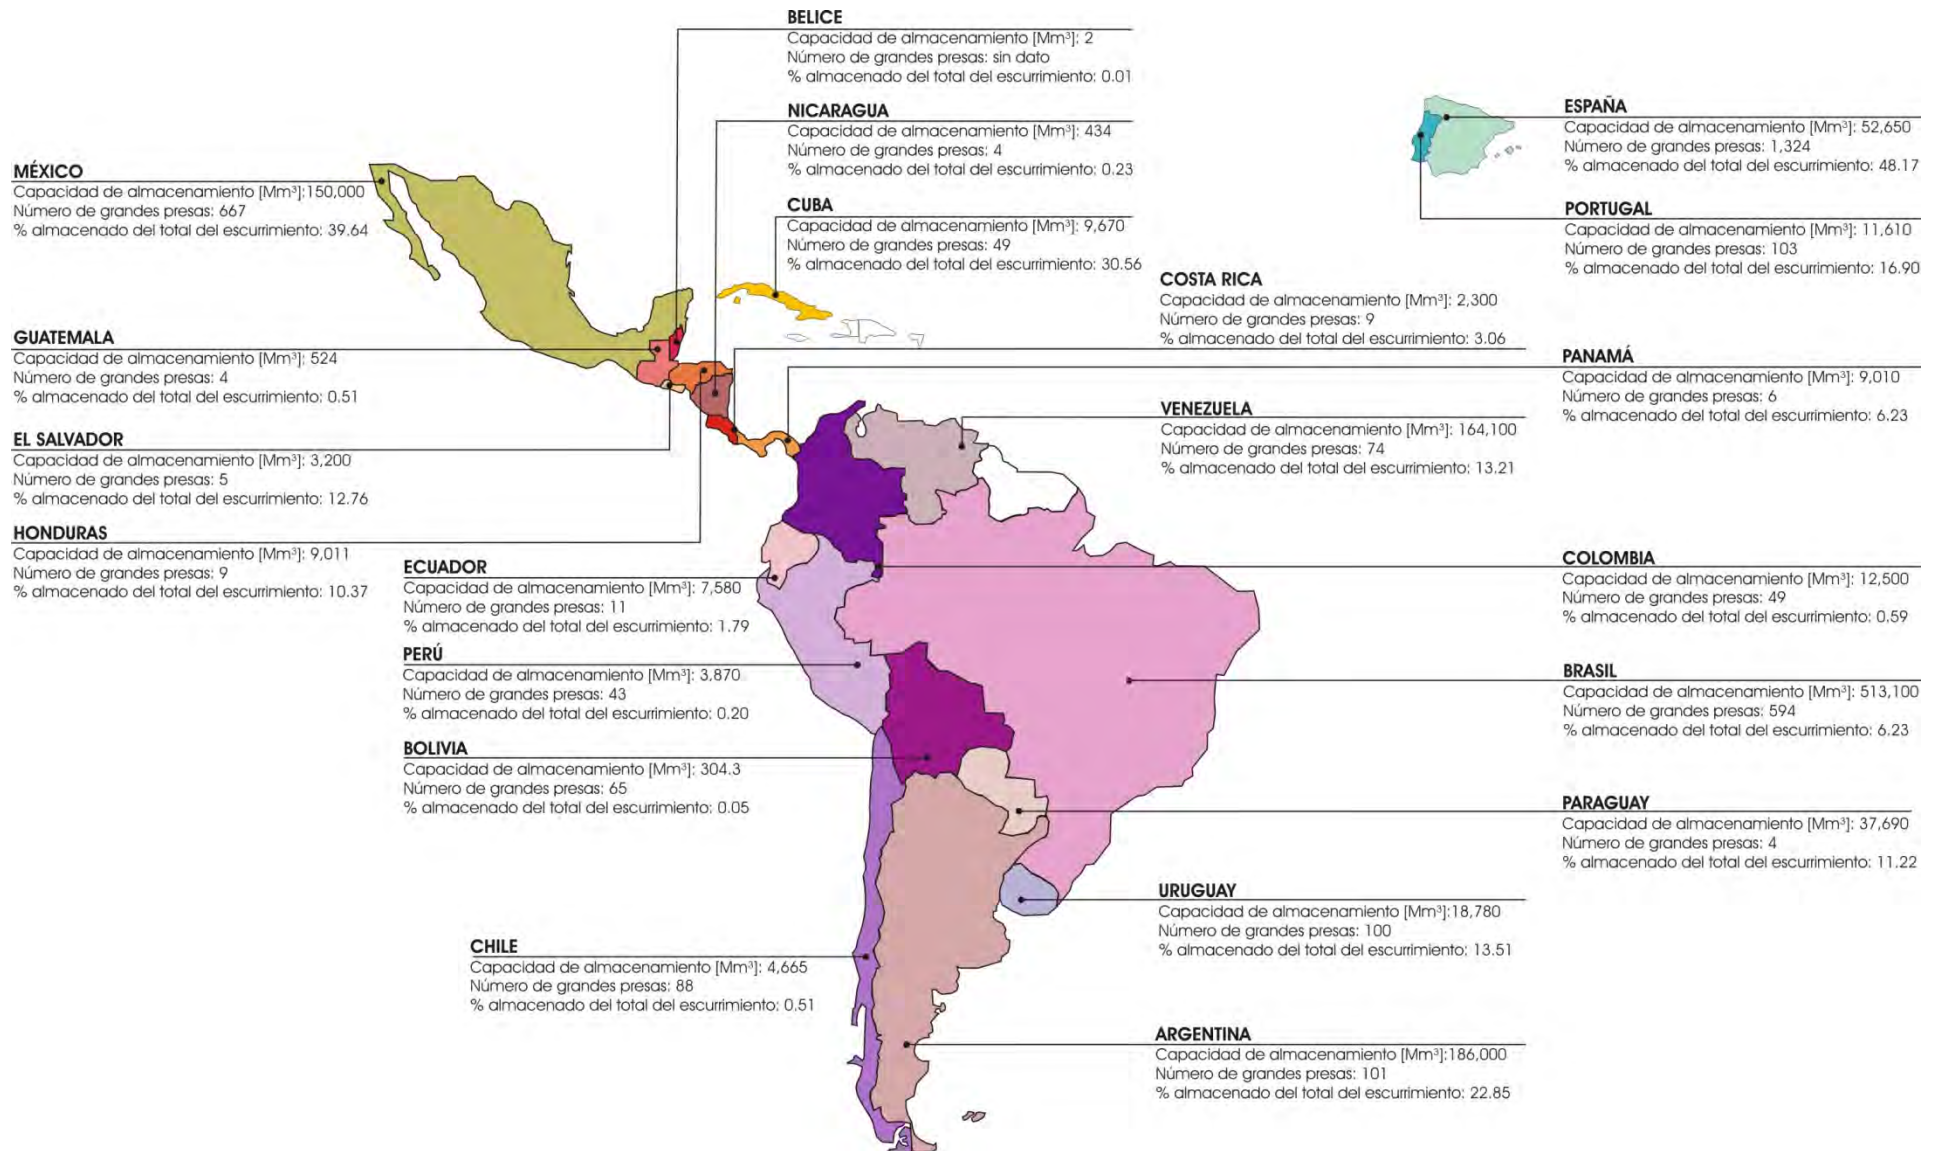 BELICE
Capacidad de almacenamiento [Mm³]: 2
Número de grandes presas: sin dato
% almacenado del total del escurrimiento: 0.01
NICARAGUA
Capacidad de almacenamiento [Mm³]: 434
Número de grandes presas: 4
% almacenado del total del escurrimiento: 0.23
CUBA
Capacidad de almacenamiento [Mm³]: 9,670
Número de grandes presas: 49
% almacenado del total del escurrimiento: 30.56
ESPAÑA
Capacidad de almacenamiento [Mm³]: 52,650
Número de grandes presas: 1,324
% almacenado del total del escurrimiento: 48.17
PORTUGAL
Capacidad de almacenamiento [Mm³]: 11,610
Número de grandes presas: 103
% almacenado del total del escurrimiento: 16.90
MÉXICO
Capacidad de almacenamiento [Mm³]:150,000
Número de grandes presas: 667
% almacenado del total del escurrimiento: 39.64
GUATEMALA
Capacidad de almacenamiento [Mm³]: 524
Número de grandes presas: 4
% almacenado del total del escurrimiento: 0.51
EL SALVADOR
Capacidad de almacenamiento [Mm³]: 3,200
Número de grandes presas: 5
% almacenado del total del escurrimiento: 12.76
HONDURAS
Capacidad de almacenamiento [Mm³]: 9,011
Número de grandes presas: 9
% almacenado del total del escurrimiento: 10.37
COSTA RICA
Capacidad de almacenamiento [Mm³]: 2,300
Número de grandes presas: 9
% almacenado del total del escurrimiento: 3.06
PANAMÁ
Capacidad de almacenamiento [Mm³]: 9,010
Número de grandes presas: 6
% almacenado del total del escurrimiento: 6.23
VENEZUELA
Capacidad de almacenamiento [Mm³]: 164,100
Número de grandes presas: 74
% almacenado del total del escurrimiento: 13.21
ECUADOR
Capacidad de almacenamiento [Mm³]: 7,580
Número de grandes presas: 11
% almacenado del total del escurrimiento: 1.79
PERÚ
Capacidad de almacenamiento [Mm³]: 3,870
Número de grandes presas: 43
% almacenado del total del escurrimiento: 0.20
BOLIVIA
Capacidad de almacenamiento [Mm³]: 304.3
Número de grandes presas: 65
% almacenado del total del escurrimiento: 0.05
COLOMBIA
Capacidad de almacenamiento [Mm³]: 12,500
Número de grandes presas: 49
% almacenado del total del escurrimiento: 0.59
BRASIL
Capacidad de almacenamiento [Mm³]: 513,100
Número de grandes presas: 594
% almacenado del total del escurrimiento: 6.23
PARAGUAY
Capacidad de almacenamiento [Mm³]: 37,690
Número de grandes presas: 4
% almacenado del total del escurrimiento: 11.22
URUGUAY
Capacidad de almacenamiento [Mm³]:18,780
Número de grandes presas: 100
% almacenado del total del escurrimiento: 13.51
CHILE
Capacidad de almacenamiento [Mm³]: 4,665
Número de grandes presas: 88
% almacenado del total del escurrimiento: 0.51
ARGENTINA
Capacidad de almacenamiento [Mm³]:186,000
Número de grandes presas: 101
% almacenado del total del escurrimiento: 22.85